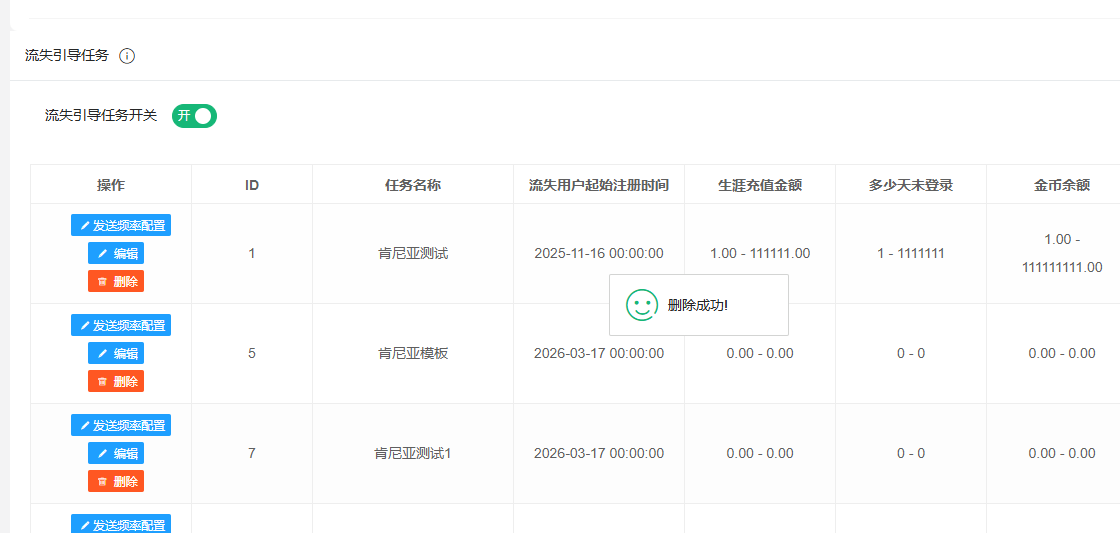 流失引导任务
流失引导任务开关 开
操作 ID 任务名称 流失用户起始注册时间 生涯充值金额 多少天未登录 金币余额
发送频率配置
编辑
删除
1 肯尼亚测试 2025-11-16 00:00:00 1.00 - 111111.00 1 - 1111111 1.00 -
111111111.00
删除成功!
发送频率配置
编辑
删除
5 肯尼亚模板 2026-03-17 00:00:00 0.00 - 0.00 0 - 0 0.00 - 0.00
发送频率配置
编辑
删除
7 肯尼亚测试1 2026-03-17 00:00:00 0.00 - 0.00 0 - 0 0.00 - 0.00
发送频率配置